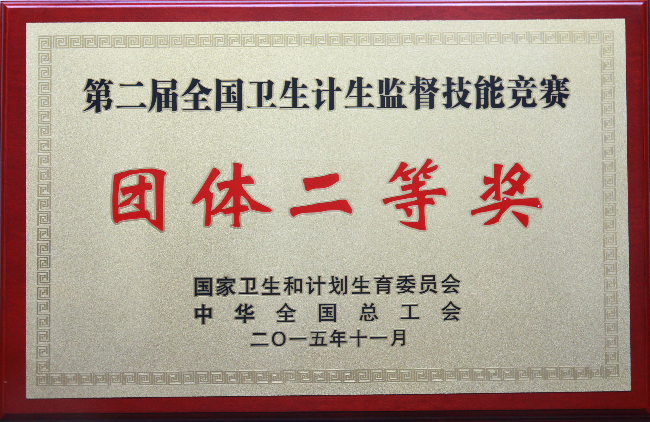 第二届全国卫生计生监督技能竞赛
团体二等奖
国家卫生和计划生育委员会
中华全国总工会
二〇一五年十一月